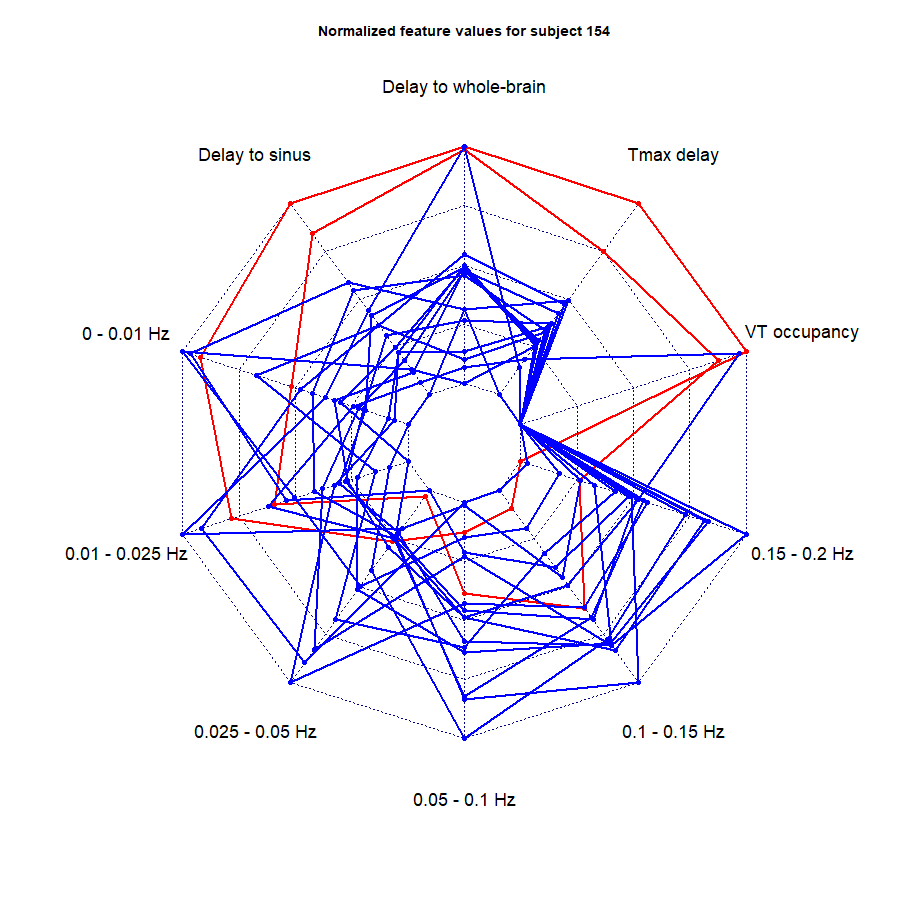 Normalized feature values for subject 154
Delay to whole-brain
Delay to sinus
Tmax delay
0 - 0.01 Hz
VT occupancy
0.01 - 0.025 Hz
0.15 - 0.2 Hz
0.025 - 0.05 Hz
0.1 - 0.15 Hz
0.05 - 0.1 Hz